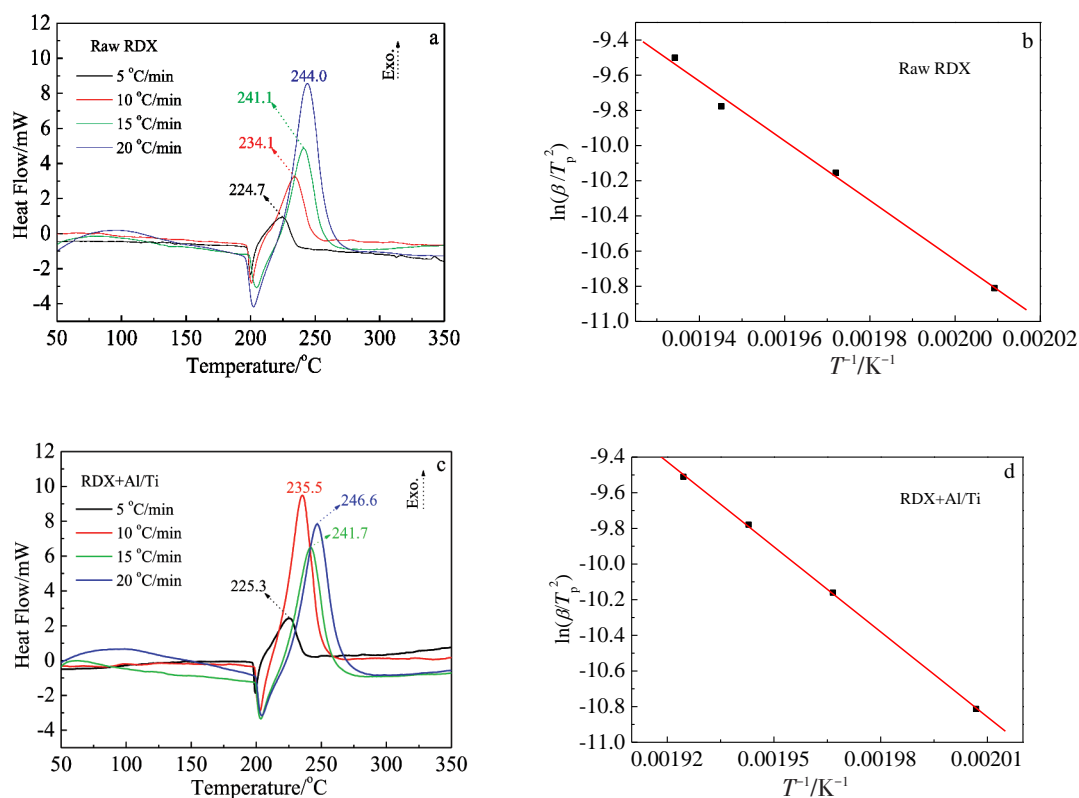 a
Raw RDX
5 °C/min
10 °C/min
15 °C/min
20 °C/min
Exo.
244.0
241.1
234.1
224.7
12
10
8
6
4
2
0
-2
-4
Heat Flow/mW
50 100 150 200 250 300 350
Temperature/°C
b
Raw RDX
-9.4
-9.6
-9.8
-10.0
-10.2
-10.4
-10.6
-10.8
-11.0
ln(β/Tp²)
0.00194 0.00196 0.00198 0.00200 0.00202
T⁻¹/K⁻¹
c
RDX+Al/Ti
5 °C/min
10 °C/min
15 °C/min
20 °C/min
Exo.
235.5
246.6
241.7
225.3
12
10
8
6
4
2
0
-2
-4
Heat Flow/mW
50 100 150 200 250 300 350
Temperature/°C
d
RDX+Al/Ti
-9.4
-9.6
-9.8
-10.0
-10.2
-10.4
-10.6
-10.8
-11.0
ln(β/Tp²)
0.00192 0.00195 0.00198 0.00201
T⁻¹/K⁻¹